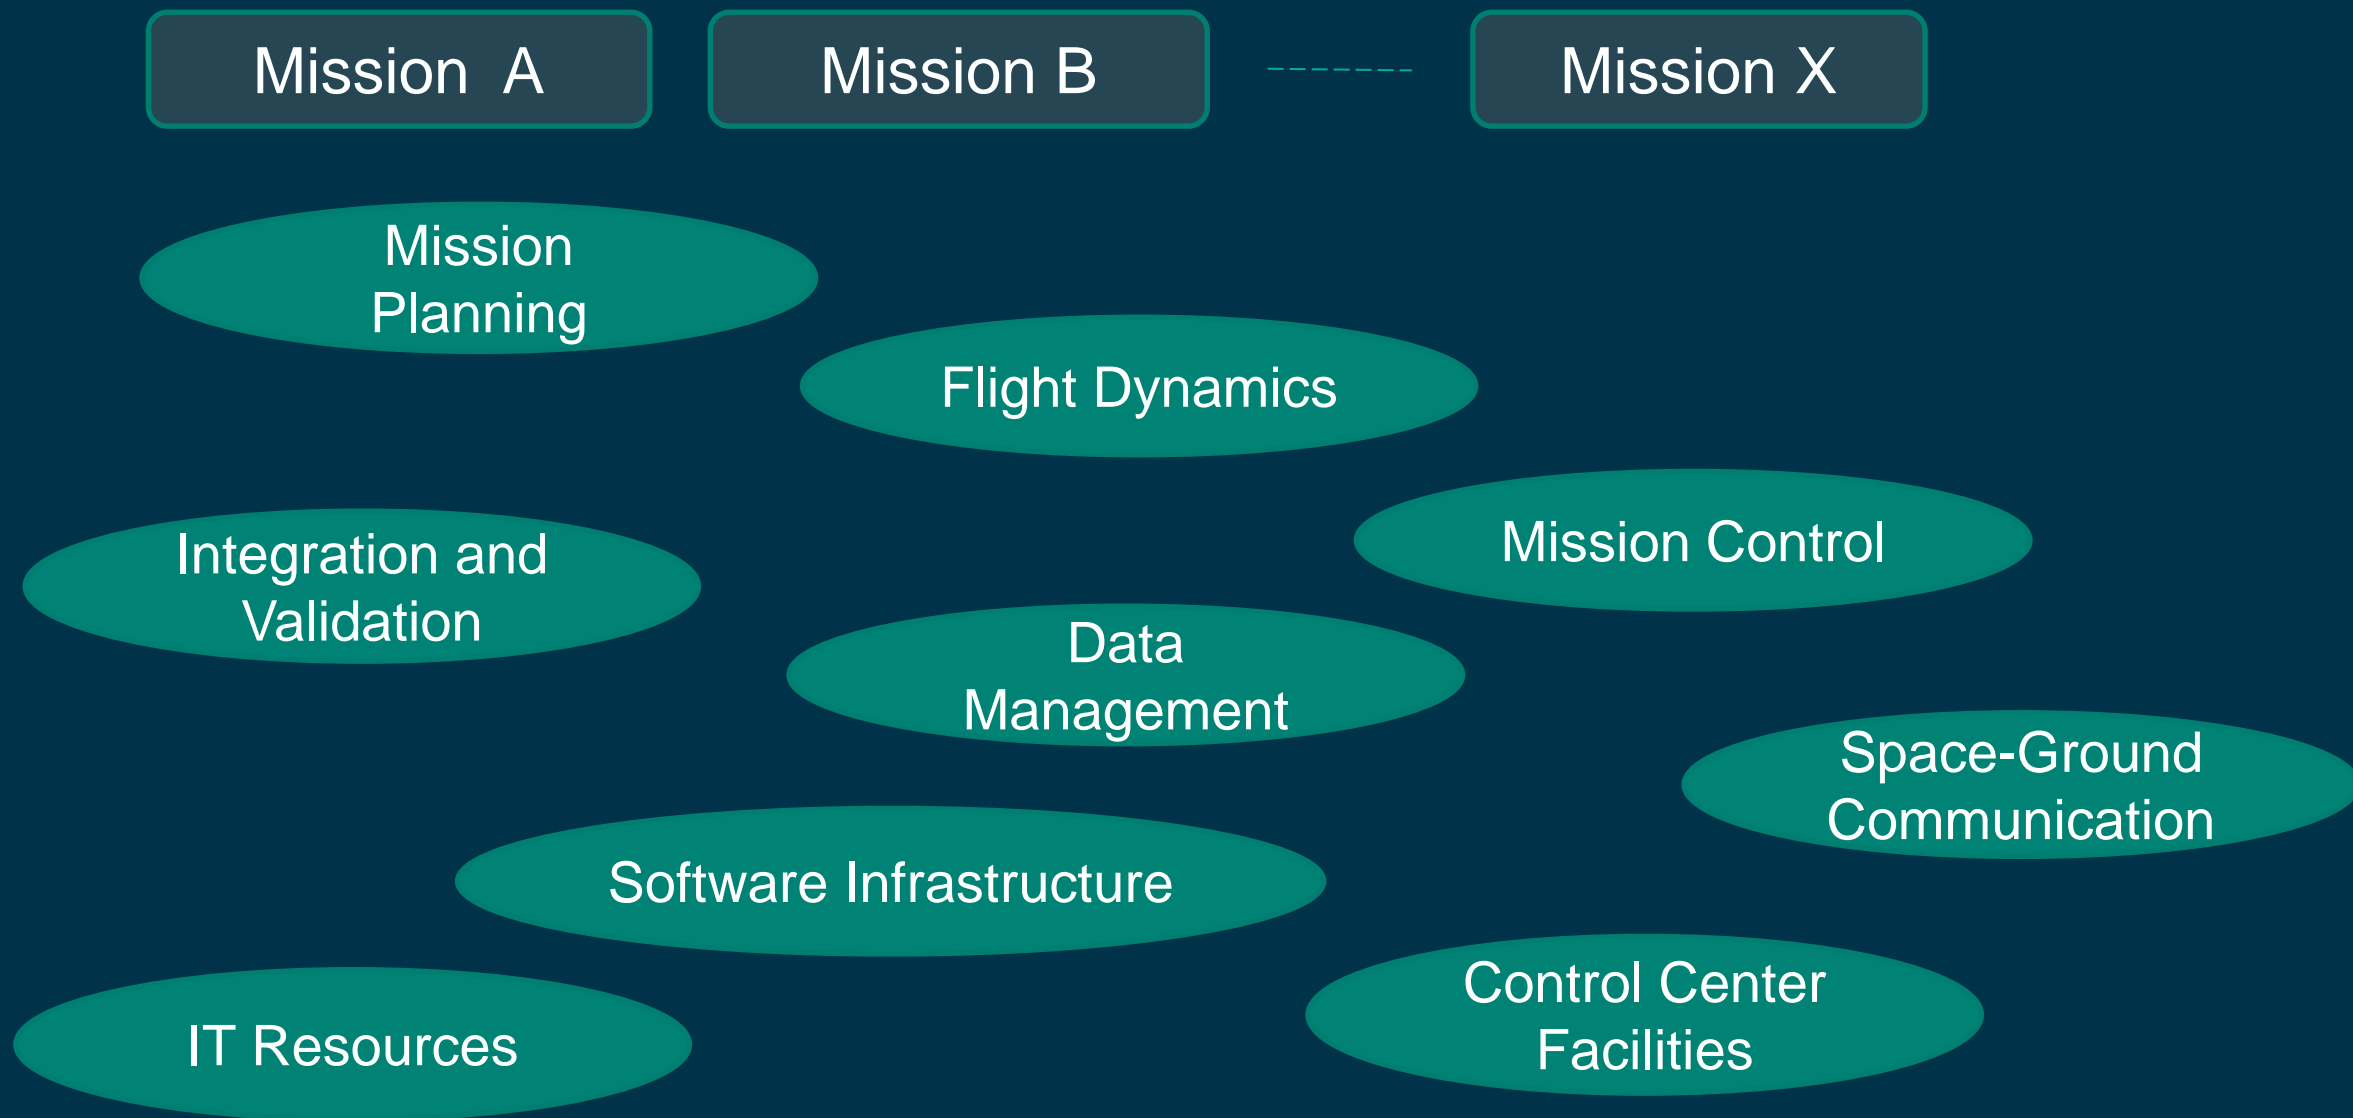 Mission  A
Mission B
Mission X
Mission
Planning
Flight Dynamics
Mission Control
Integration and
Validation
Data
Management
Space-Ground
Communication
Software Infrastructure
Control Center
Facilities
IT Resources